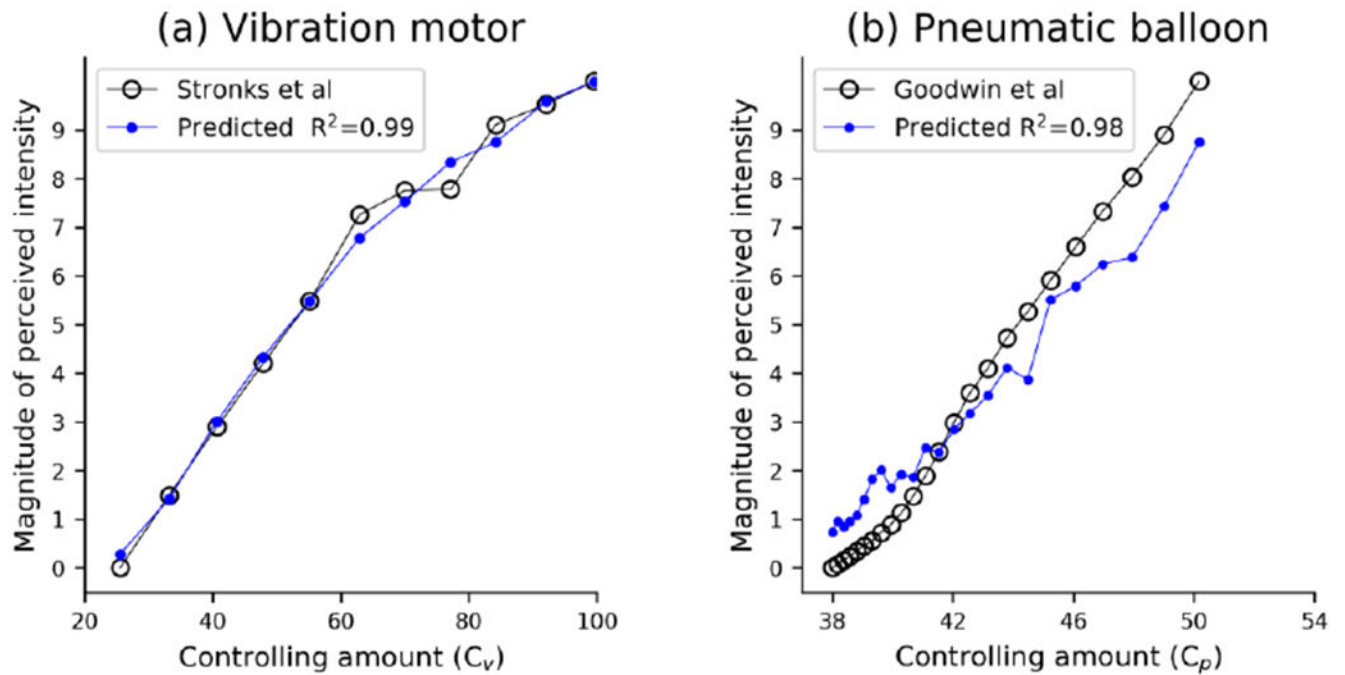 (a) Vibration motor
Stronks et al
Predicted R²=0.99
Magnitude of perceived intensity
9
8
7
6
5
4
3
2
1
0
20 40 60 80 100
Controlling amount (Cᵥ)
(b) Pneumatic balloon
Goodwin et al
Predicted R²=0.98
Magnitude of perceived intensity
9
8
7
6
5
4
3
2
1
0
38 42 46 50 54
Controlling amount (Cₚ)